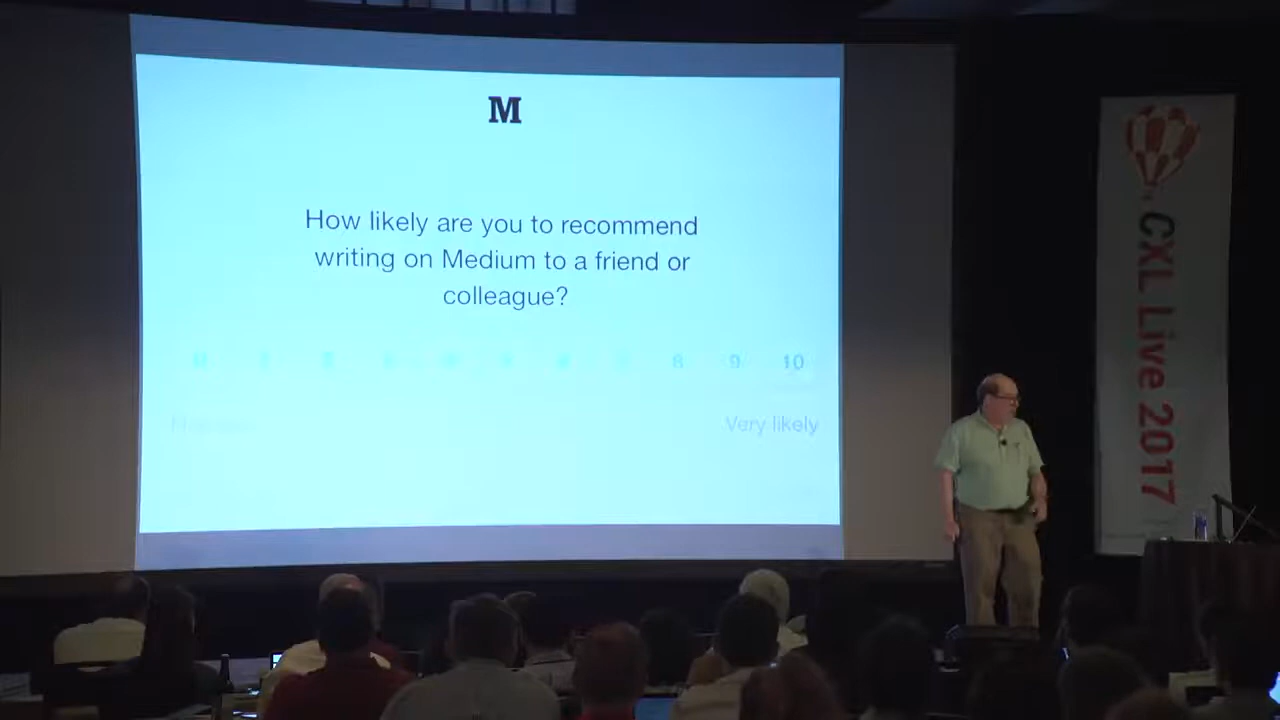 M
How likely are you to recommend
writing on Medium to a friend or
colleague?
8 9 10
Very likely
CXL Live 2017